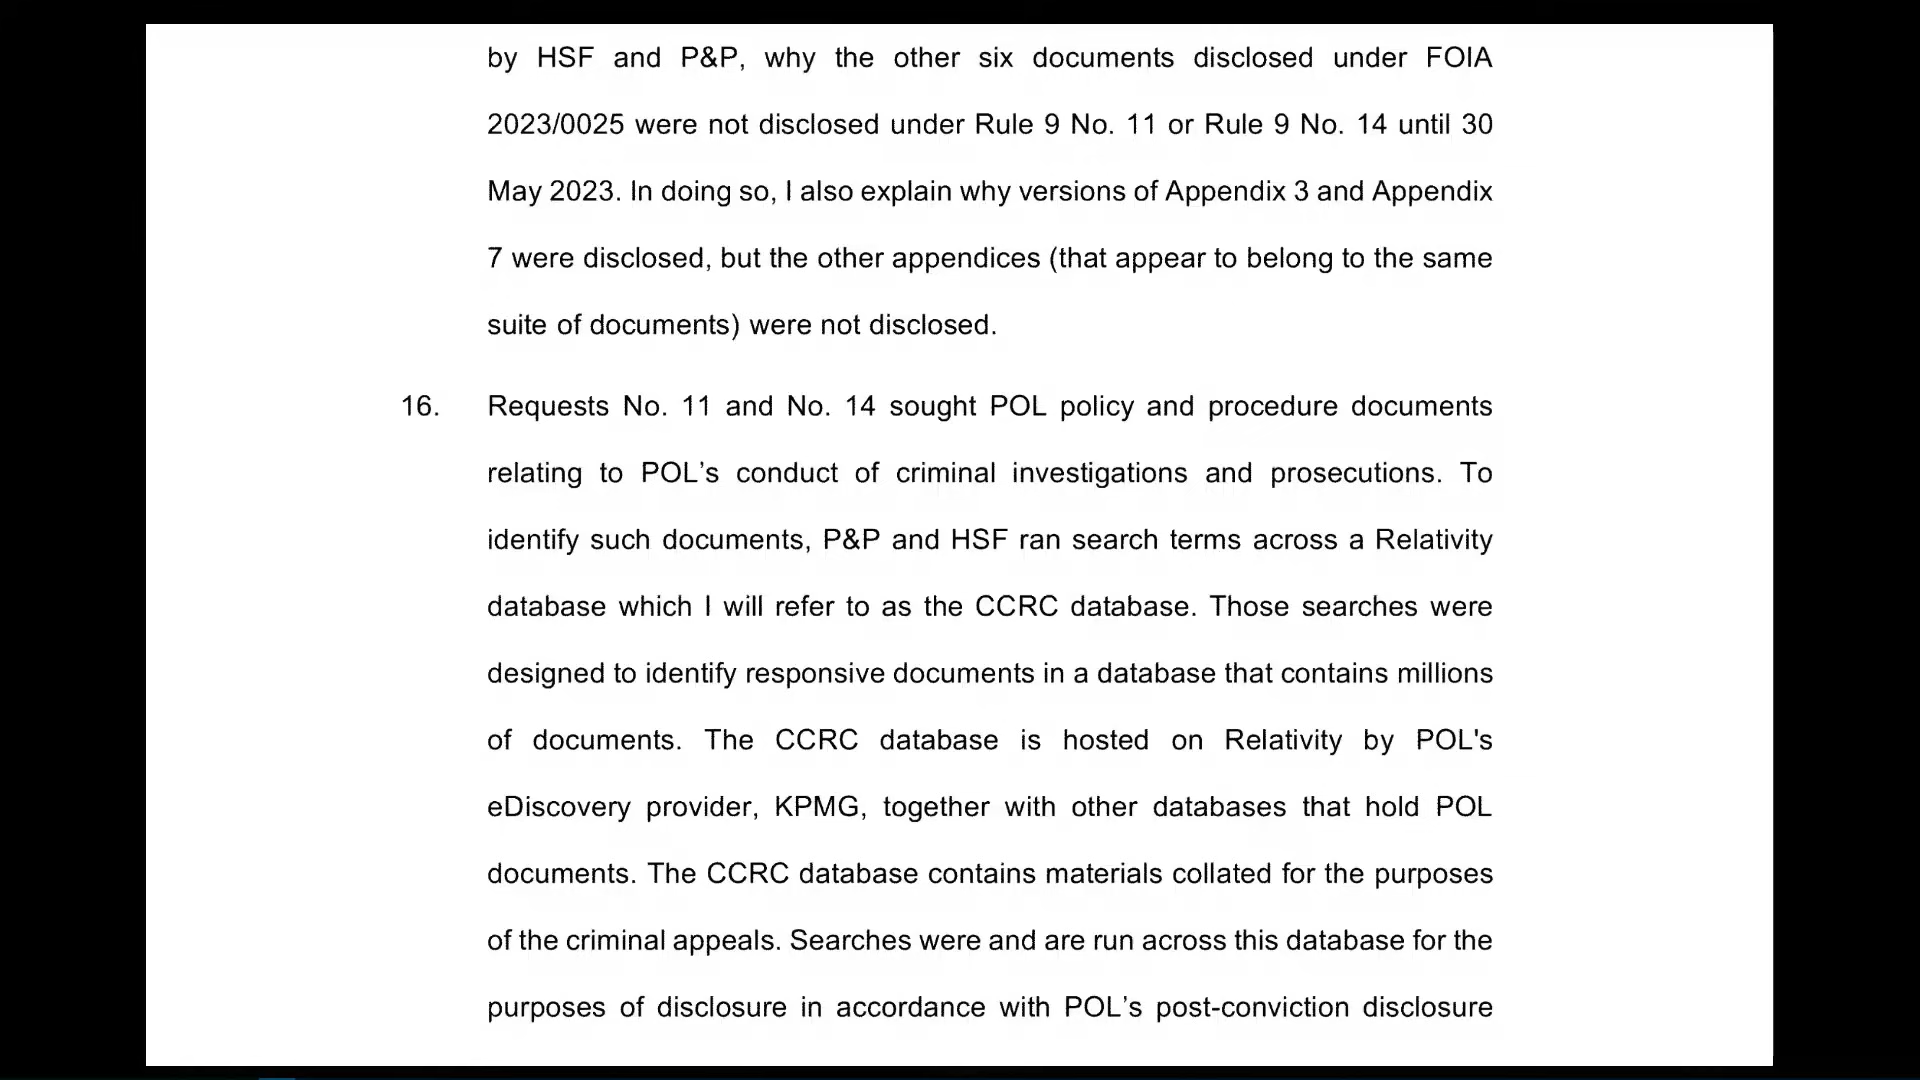 by HSF and P&P, why the other six documents disclosed under FOIA
2023/0025 were not disclosed under Rule 9 No. 11 or Rule 9 No. 14 until 30
May 2023. In doing so, I also explain why versions of Appendix 3 and Appendix
7 were disclosed, but the other appendices (that appear to belong to the same
suite of documents) were not disclosed.
16. Requests No. 11 and No. 14 sought POL policy and procedure documents
relating to POL’s conduct of criminal investigations and prosecutions. To
identify such documents, P&P and HSF ran search terms across a Relativity
database which I will refer to as the CCRC database. Those searches were
designed to identify responsive documents in a database that contains millions
of documents. The CCRC database is hosted on Relativity by POL's
eDiscovery provider, KPMG, together with other databases that hold POL
documents. The CCRC database contains materials collated for the purposes
of the criminal appeals. Searches were and are run across this database for the
purposes of disclosure in accordance with POL’s post-conviction disclosure